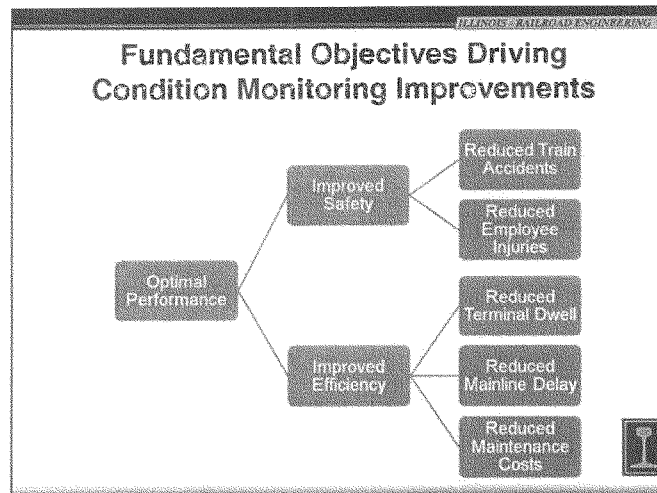 ILLINOIS - RAILROAD ENGINEERING
Fundamental Objectives Driving
Condition Monitoring Improvements
Optimal
Performance
Improved
Safety
Reduced Train
Accidents
Reduced
Employee
Injuries
Improved
Efficiency
Reduced
Terminal Dwell
Reduced
Mainline Delay
Reduced
Maintenance
Costs